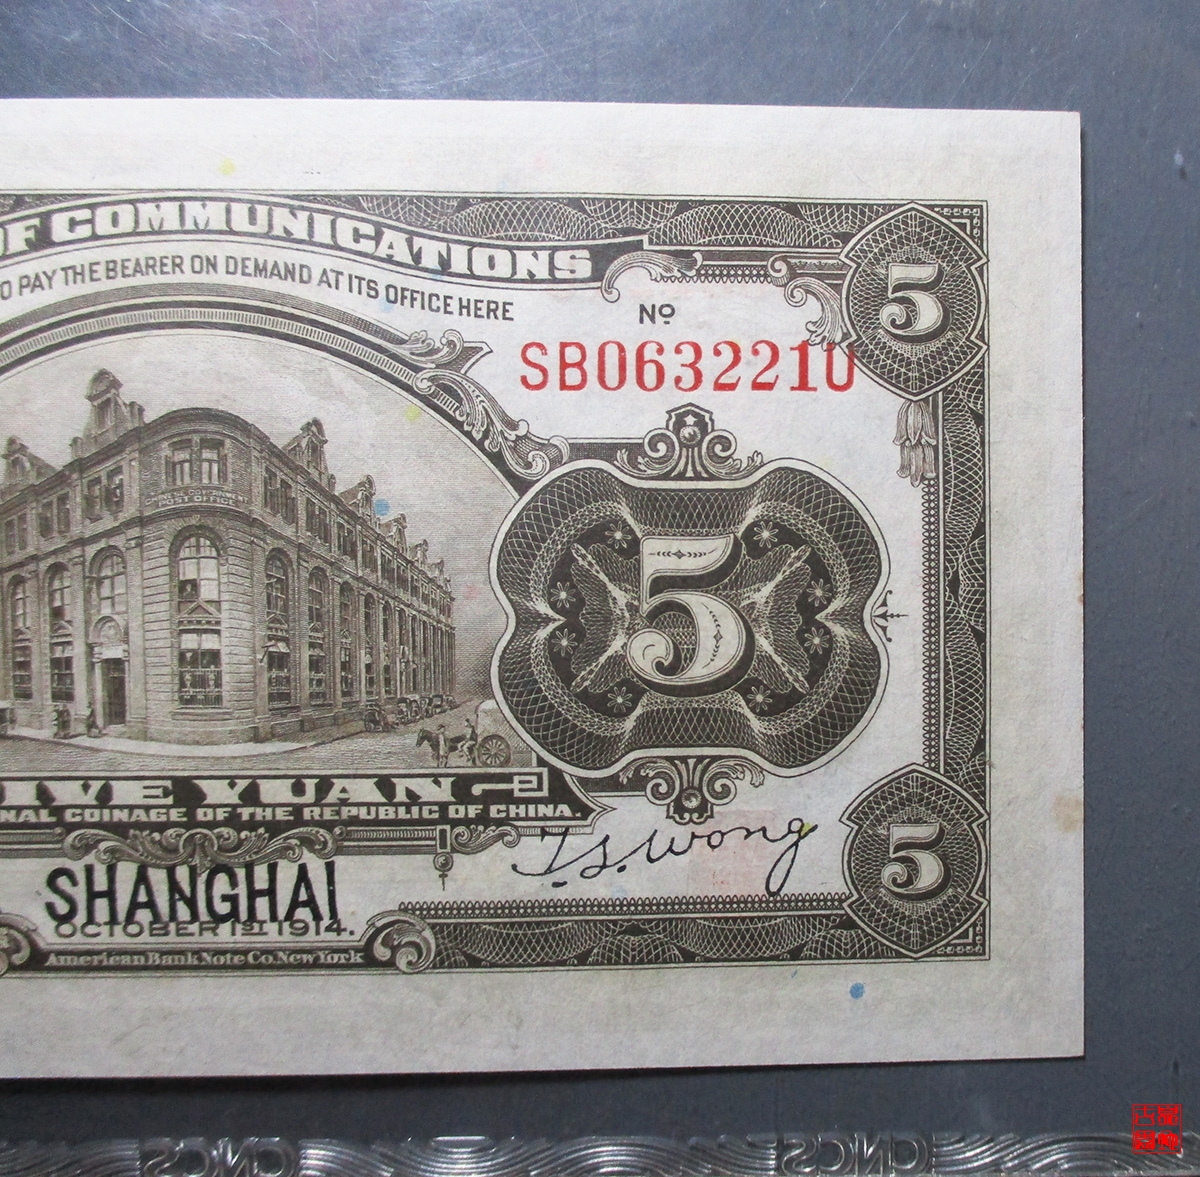 OF COMMUNICATIONS
TO PAY THE BEARER ON DEMAND AT ITS OFFICE HERE
5
No
SB0632210
CHINESE GOVERNMENT
POST OFFICE
5
FIVE YUAN
NAL COINAGE OF THE REPUBLIC OF CHINA.
T.S. Wong
5
SHANGHAI
OCTOBER 1ST 1914.
American Bank Note Co. New York